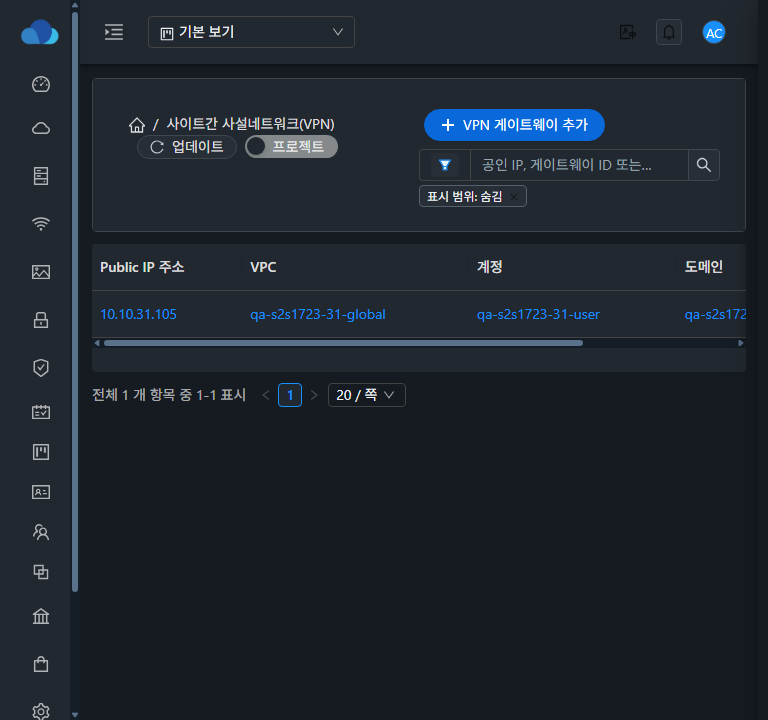 기본 보기
AC
/ 사이트간 사설네트워크(VPN)
업데이트 프로젝트
VPN 게이트웨이 추가
공인 IP, 게이트웨이 ID 또는...
표시 범위: 숨김
Public IP 주소 VPC 계정 도메인
10.10.31.105 qa-s2s1723-31-global qa-s2s1723-31-user qa-s2s172
전체 1 개 항목 중 1-1 표시 1 20 / 쪽